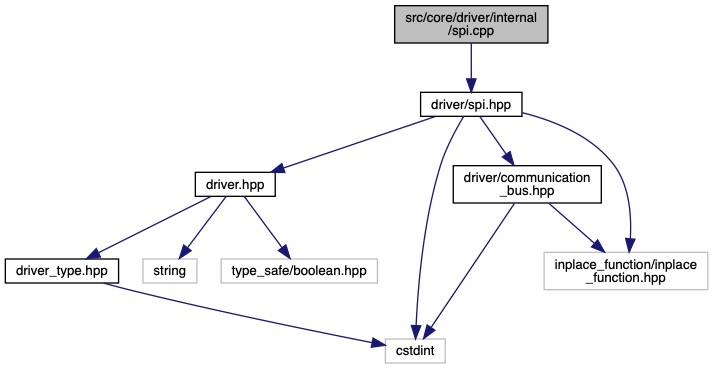 src/core/driver/internal
/spi.cpp
driver/spi.hpp
driver.hpp
driver/communication
_bus.hpp
driver_type.hpp
string
type_safe/boolean.hpp
inplace_function/inplace
_function.hpp
cstdint